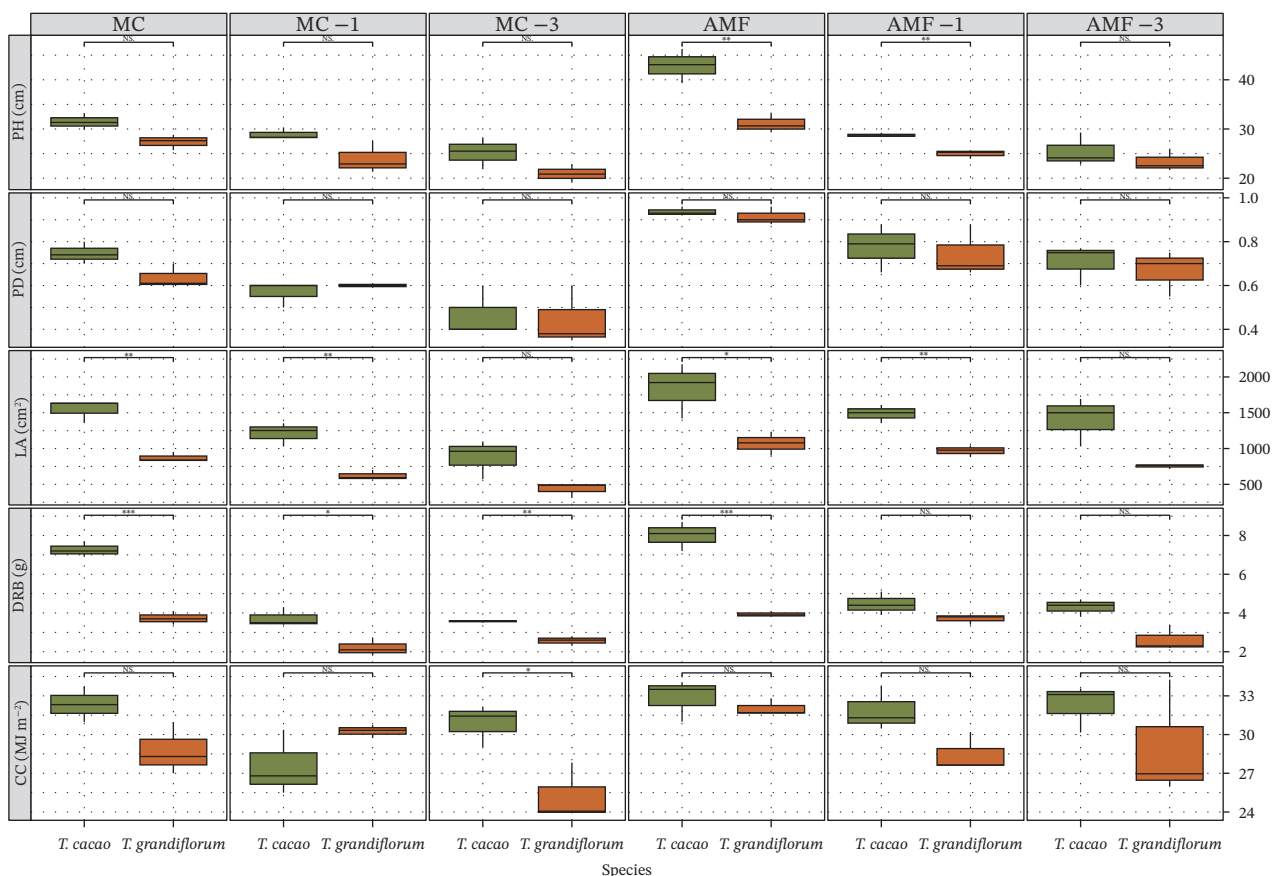 MC MC −1 MC −3 AMF AMF −1 AMF −3
PH (cm)
NS. NS. NS. ** ** NS.
40
30
20
PD (cm)
NS. NS. NS. NS. NS. NS.
1.0
0.8
0.6
0.4
LA (cm²)
** ** NS. * ** NS.
2000
1500
1000
500
DRB (g)
*** * ** *** NS. NS.
8
6
4
2
CC (MJ m⁻²)
NS. NS. * NS. NS. NS.
33
30
27
24
T. cacao T. grandiflorum T. cacao T. grandiflorum T. cacao T. grandiflorum T. cacao T. grandiflorum T. cacao T. grandiflorum T. cacao T. grandiflorum
Species